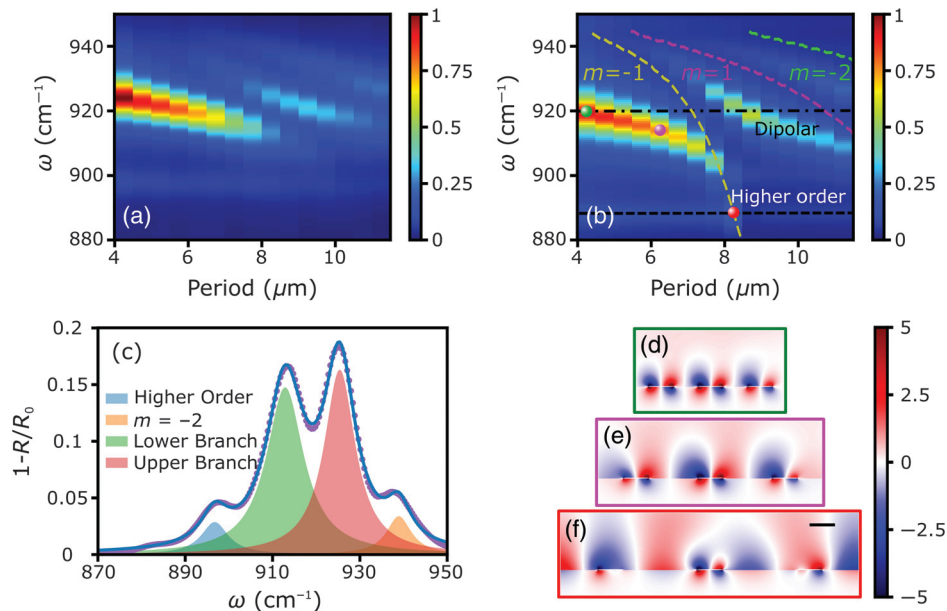 940
920
900
880
ω (cm⁻¹)
(a)
4 6 8 10
Period (μm)
1
0.75
0.5
0.25
0
940
920
900
880
ω (cm⁻¹)
m=-1
m=1
m=-2
Dipolar
Higher order
(b)
4 6 8 10
Period (μm)
1
0.75
0.5
0.25
0
0.2
0.15
0.1
0.05
0
1-R/R₀
(c)
Higher Order
m = -2
Lower Branch
Upper Branch
870 890 910 930 950
ω (cm⁻¹)
(d)
(e)
(f)
5
2.5
0
−2.5
−5